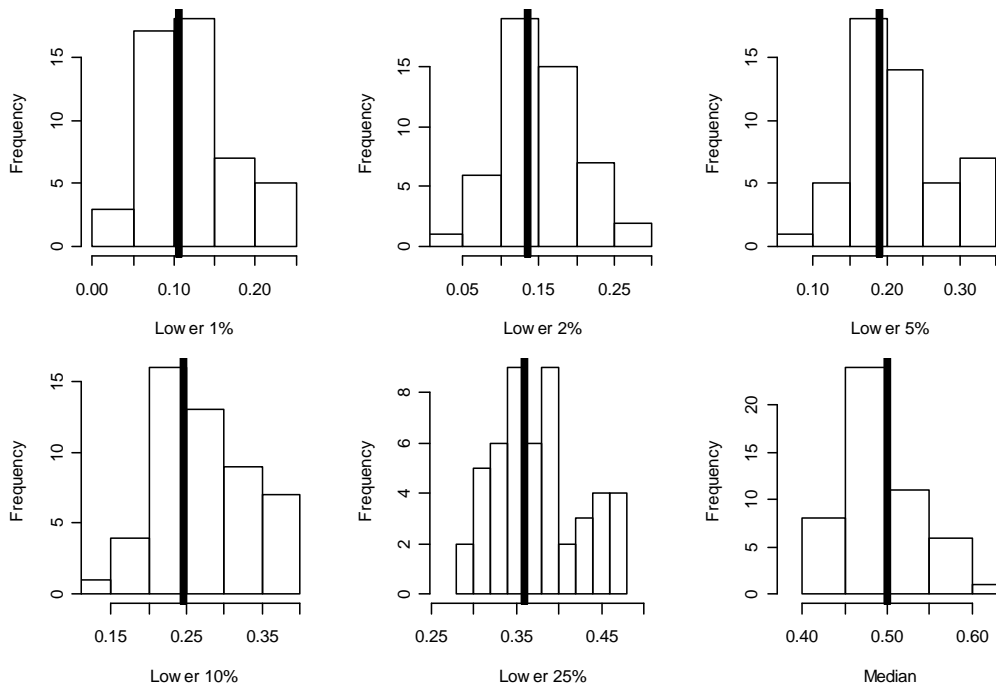 Frequency
0 5 10 15
0.00 0.10 0.20
Low er 1%
Frequency
0 5 10 15
0.05 0.15 0.25
Low er 2%
Frequency
0 5 10 15
0.10 0.20 0.30
Low er 5%
Frequency
0 5 10 15
0.15 0.25 0.35
Low er 10%
Frequency
0 2 4 6 8
0.25 0.35 0.45
Low er 25%
Frequency
0 5 10 15 20
0.40 0.50 0.60
Median